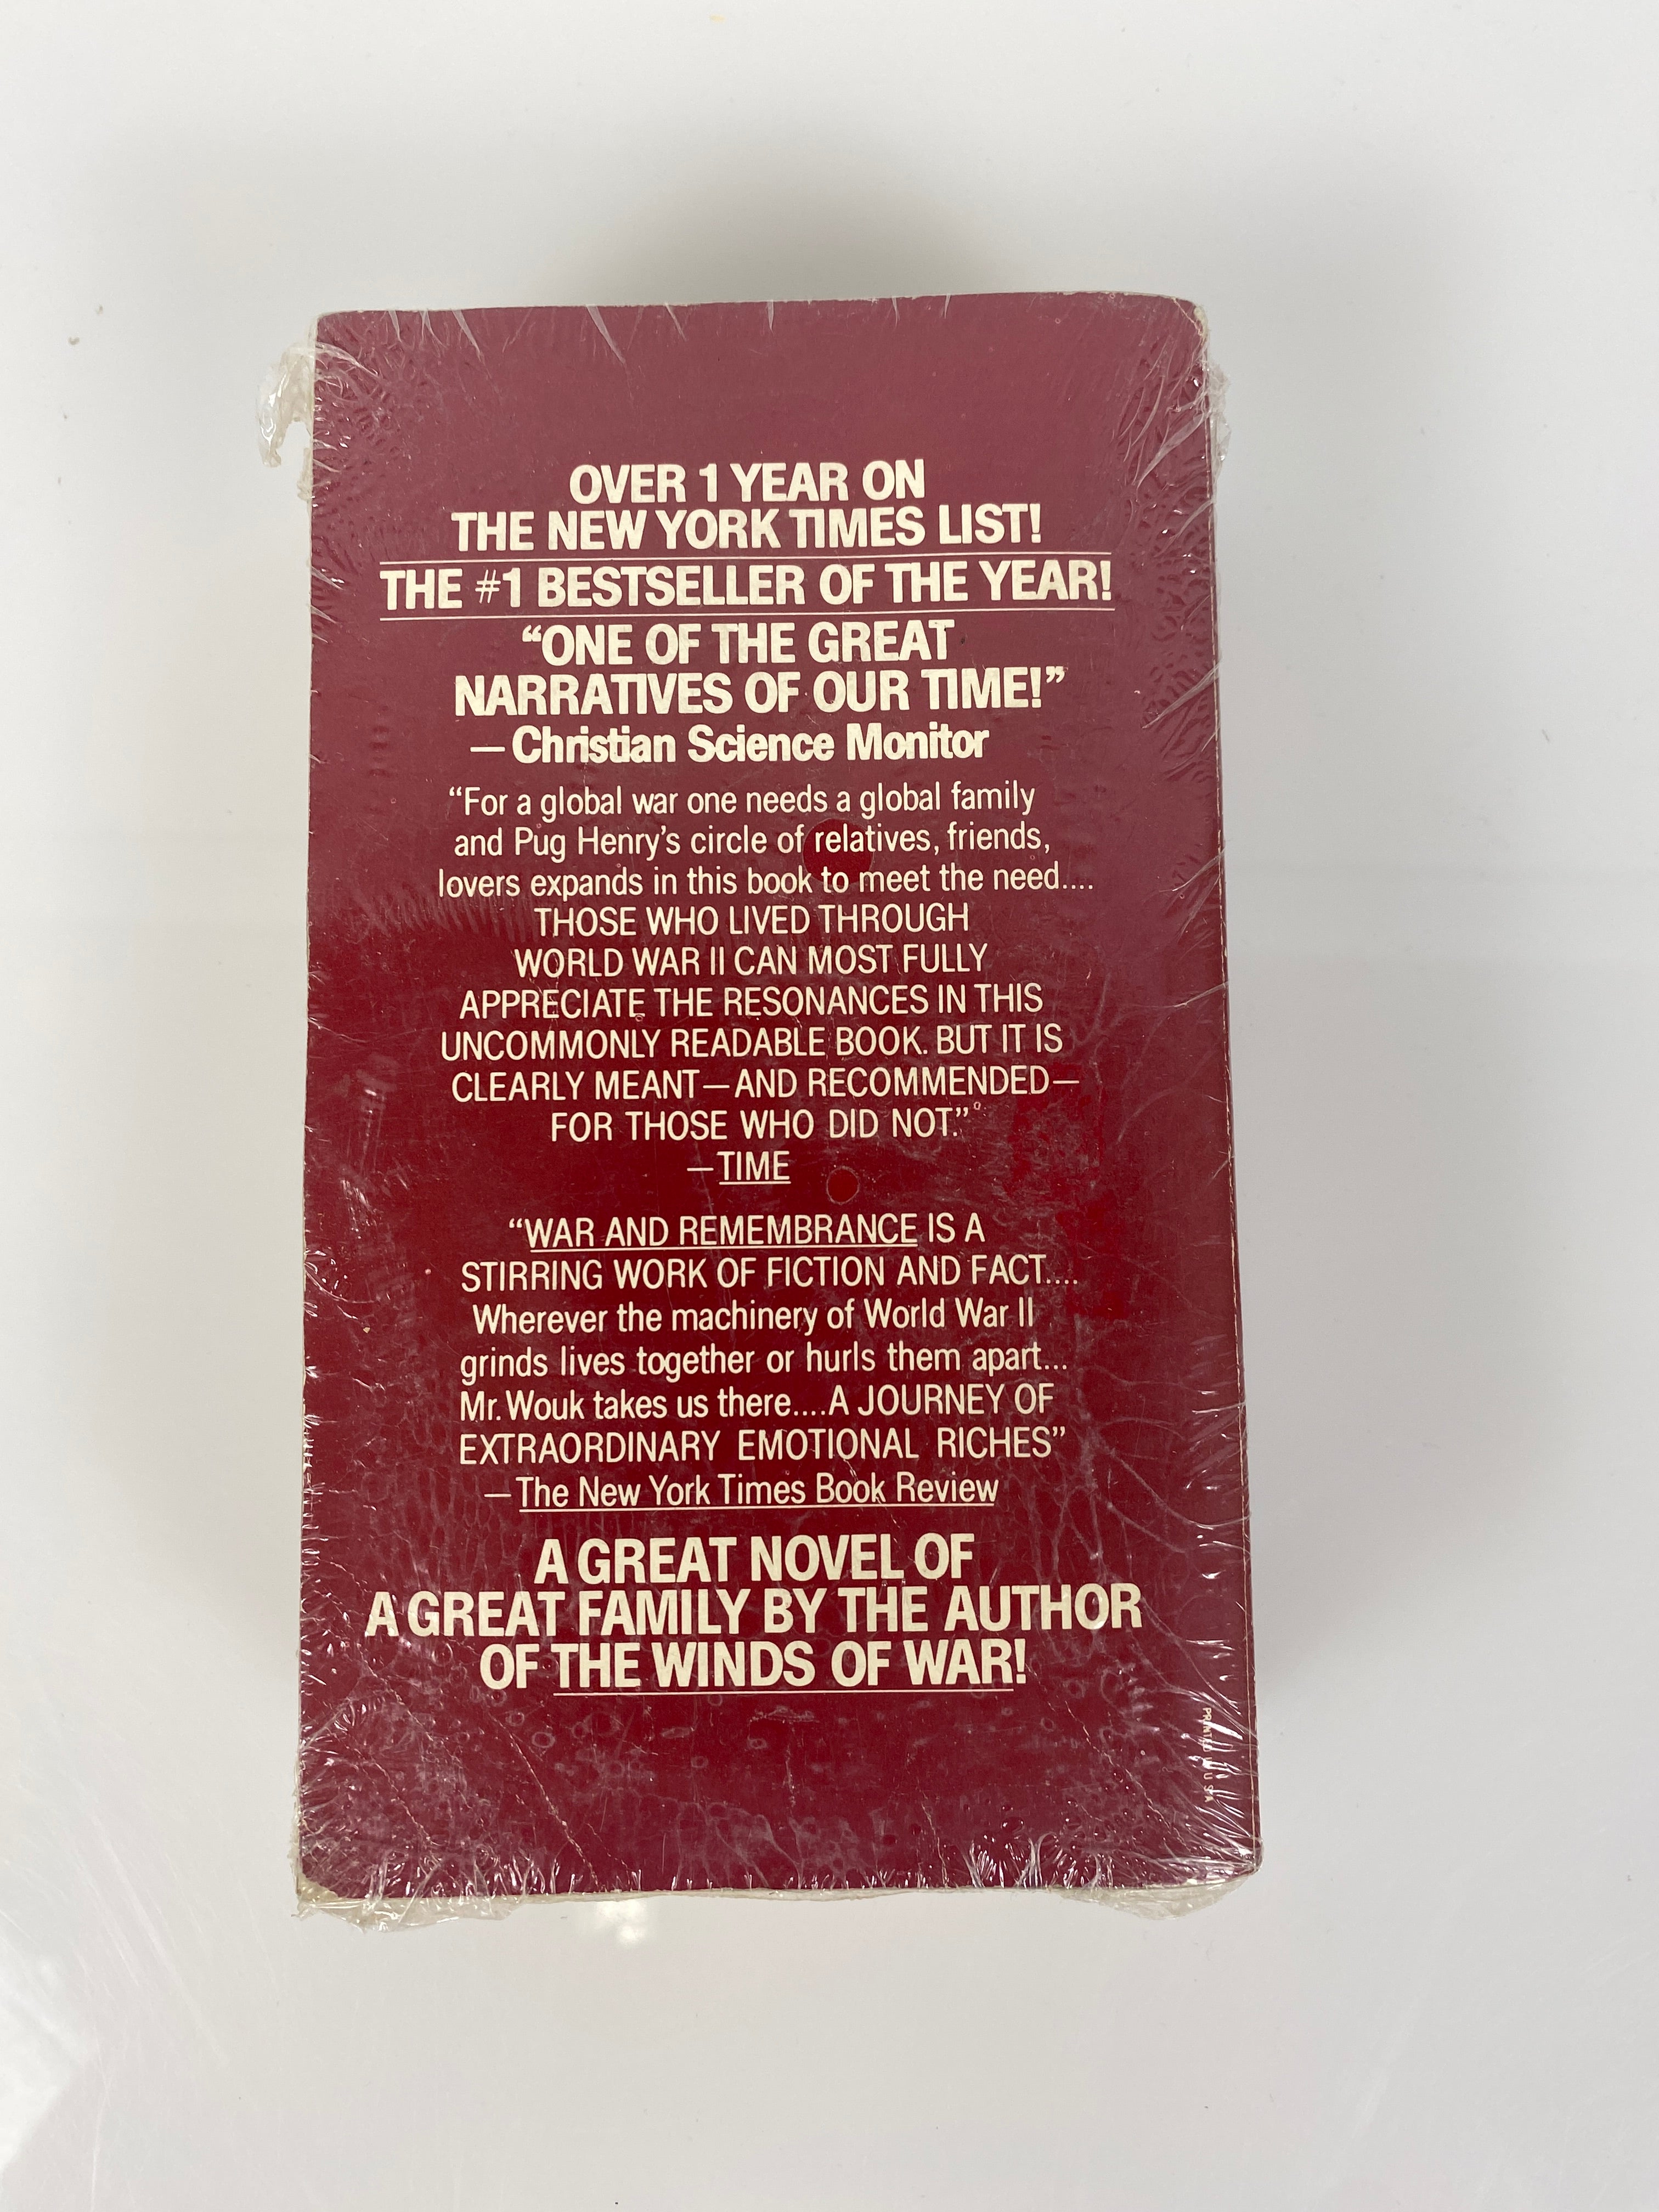 OVER 1 YEAR ON
THE NEW YORK TIMES LIST!
THE #1 BESTSELLER OF THE YEAR!
“ONE OF THE GREAT
NARRATIVES OF OUR TIME!”
—Christian Science Monitor
“For a global war one needs a global family
and Pug Henry’s circle of relatives, friends,
lovers expands in this book to meet the need....
THOSE WHO LIVED THROUGH
WORLD WAR II CAN MOST FULLY
APPRECIATE THE RESONANCES IN THIS
UNCOMMONLY READABLE BOOK. BUT IT IS
CLEARLY MEANT—AND RECOMMENDED—
FOR THOSE WHO DID NOT.”
—TIME
“WAR AND REMEMBRANCE IS A
STIRRING WORK OF FICTION AND FACT....
Wherever the machinery of World War II
grinds lives together or hurls them apart...
Mr. Wouk takes us there....A JOURNEY OF
EXTRAORDINARY EMOTIONAL RICHES”
—The New York Times Book Review
A GREAT NOVEL OF
A GREAT FAMILY BY THE AUTHOR
OF THE WINDS OF WAR!
PRINTED IN U.S.A.